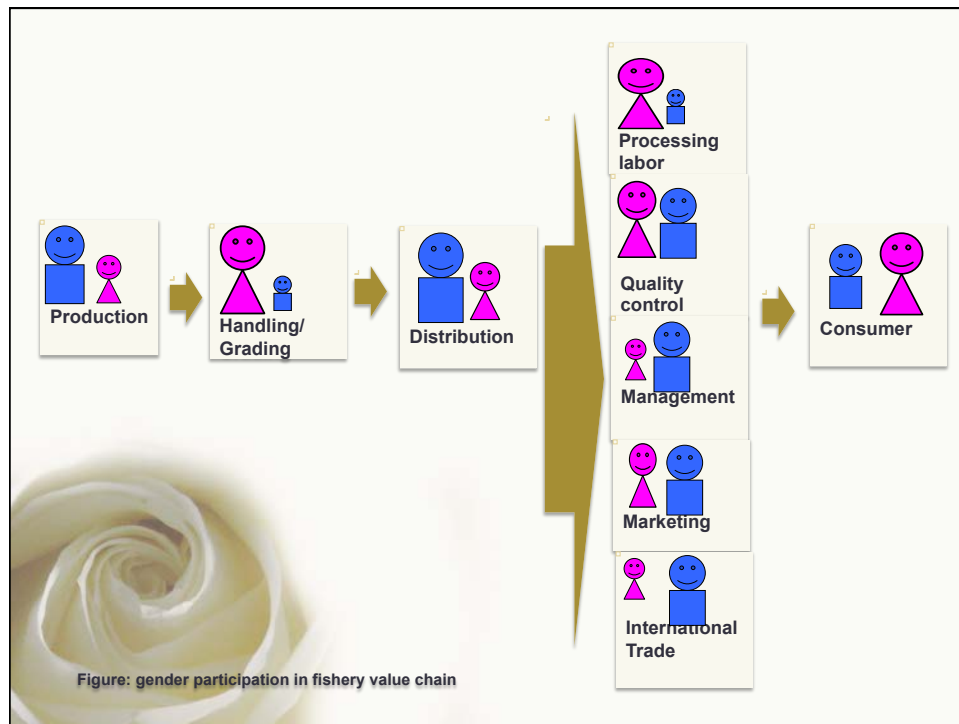 Production
Handling/
Grading
Distribution
Processing
labor
Quality
control
Management
Marketing
International
Trade
Consumer
Figure: gender participation in fishery value chain